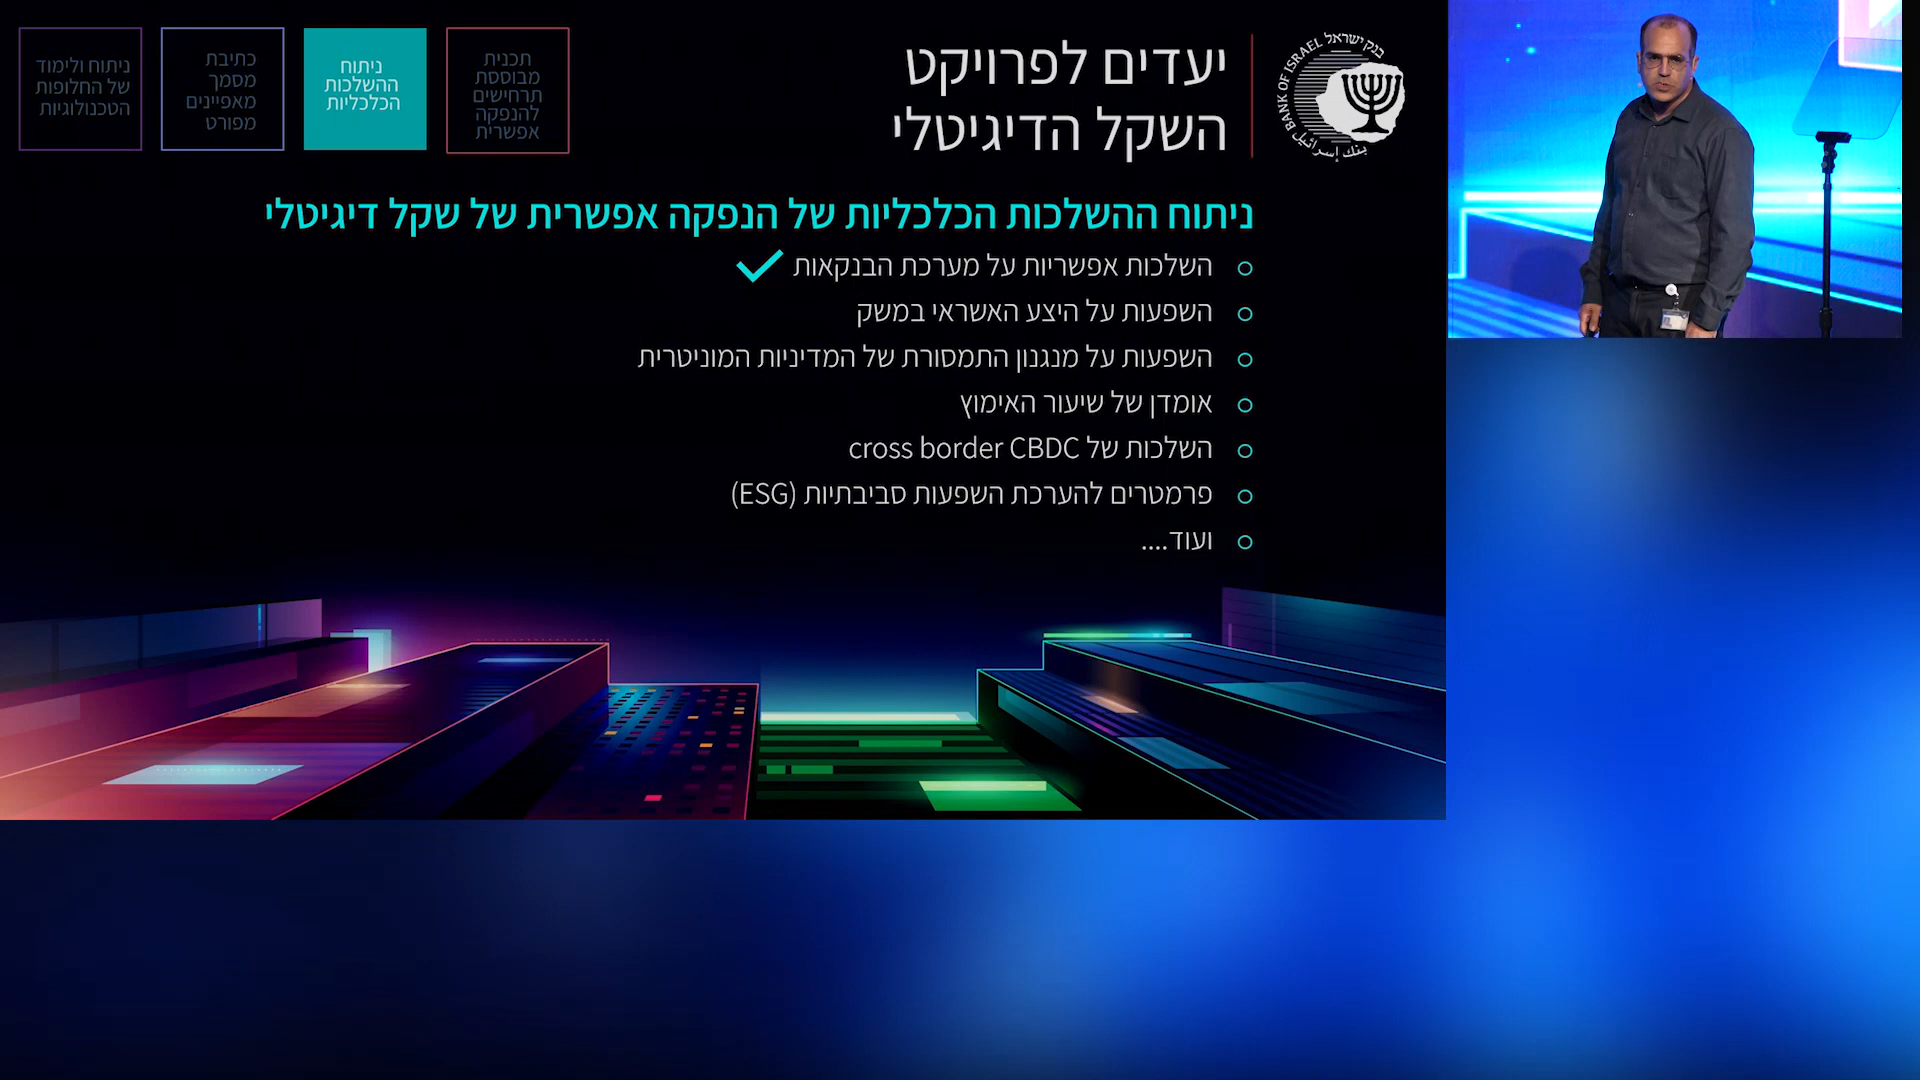 בנק ישראל
BANK OF ISRAEL
بنك إسرائيل
יעדים לפרויקט
השקל הדיגיטלי
תכנית
מבוססת
תרחישים
להנפקה
אפשרית
ניתוח
ההשלכות
הכלכליות
כתיבת
מסמך
מאפיינים
מפורט
ניתוח ולימוד
של החלופות
הטכנולוגיות
ניתוח ההשלכות הכלכליות של הנפקה אפשרית של שקל דיגיטלי
השלכות אפשריות על מערכת הבנקאות ✓
השפעות על היצע האשראי במשק
השפעות על מנגנון התמסורת של המדיניות המוניטרית
אומדן של שיעור האימוץ
השלכות של cross border CBDC
פרמטרים להערכת השפעות סביבתיות (ESG)
ועוד....